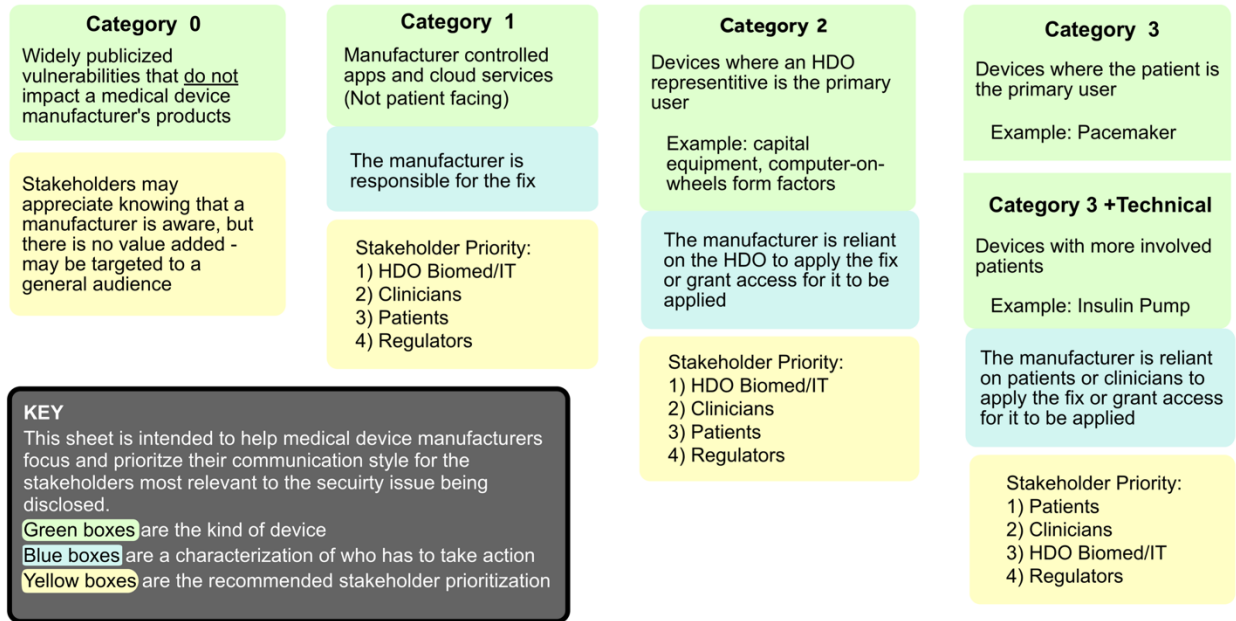 Category 0
Widely publicized
vulnerabilities that do not
impact a medical device
manufacturer's products
Stakeholders may
appreciate knowing that a
manufacturer is aware, but
there is no value added -
may be targeted to a
general audience
Category 1
Manufacturer controlled
apps and cloud services
(Not patient facing)
The manufacturer is
responsible for the fix
Stakeholder Priority:
1) HDO Biomed/IT
2) Clinicians
3) Patients
4) Regulators
Category 2
Devices where an HDO
representitive is the primary
user
Example: capital
equipment, computer-on-
wheels form factors
The manufacturer is reliant
on the HDO to apply the fix
or grant access for it to be
applied
Stakeholder Priority:
1) HDO Biomed/IT
2) Clinicians
3) Patients
4) Regulators
Category 3
Devices where the patient is
the primary user
Example: Pacemaker
Category 3 +Technical
Devices with more involved
patients
Example: Insulin Pump
The manufacturer is reliant
on patients or clinicians to
apply the fix or grant access
for it to be applied
Stakeholder Priority:
1) Patients
2) Clinicians
3) HDO Biomed/IT
4) Regulators
KEY
This sheet is intended to help medical device manufacturers
focus and prioritze their communication style for the
stakeholders most relevant to the secuirty issue being
disclosed.
Green boxes are the kind of device
Blue boxes are a characterization of who has to take action
Yellow boxes are the recommended stakeholder prioritization